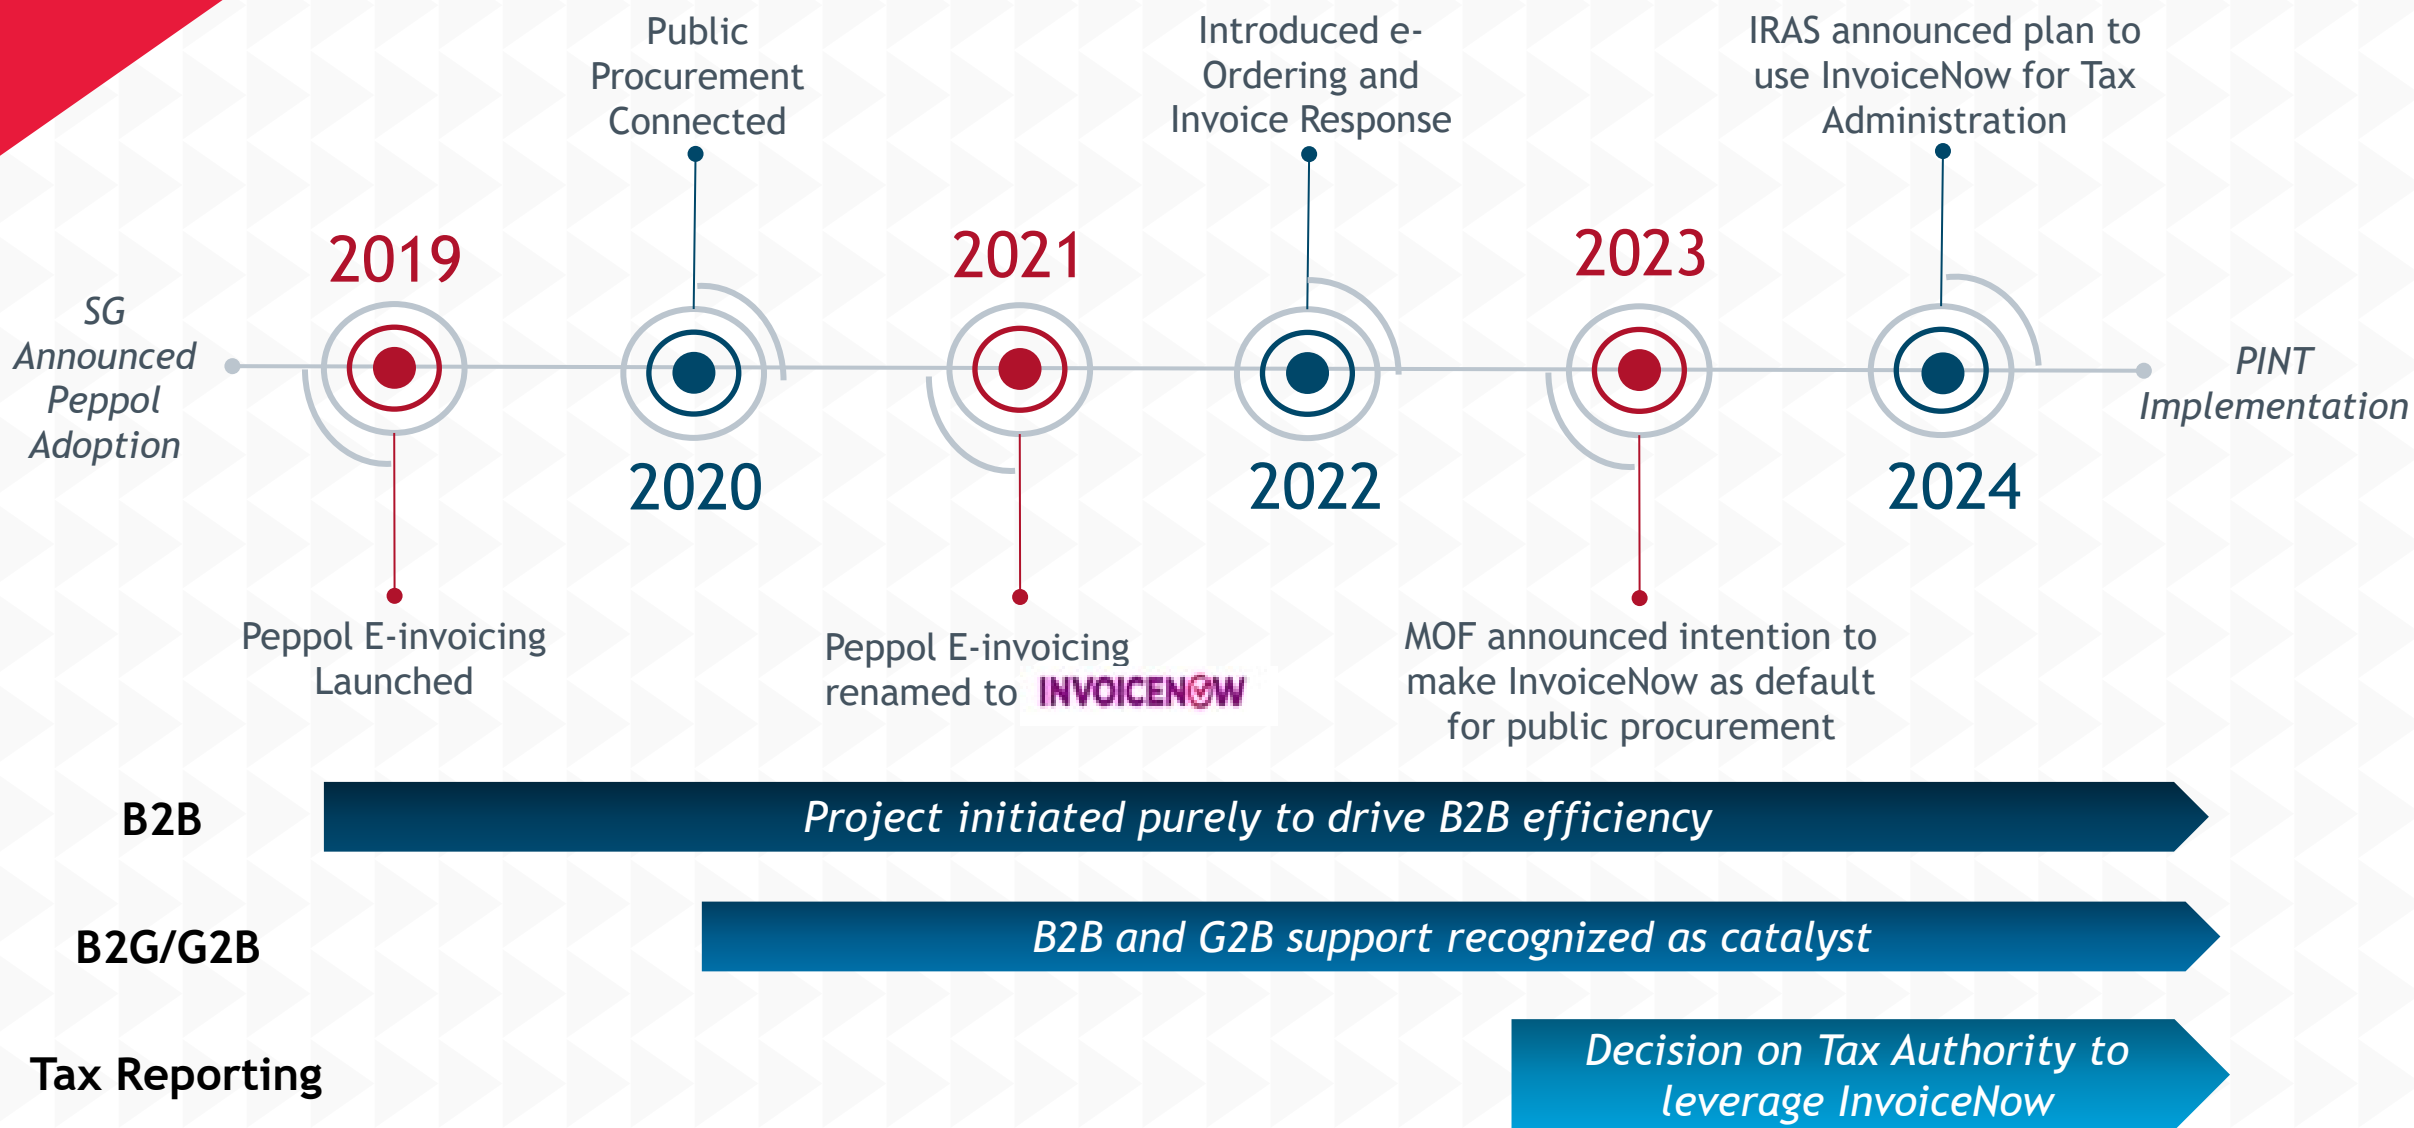 Public
Procurement
Connected
Introduced e-
Ordering and
Invoice Response
IRAS announced plan to
use InvoiceNow for Tax
Administration
2019
2021
2023
SG
Announced
Peppol
Adoption
PINT
Implementation
2020
2022
2024
Peppol E-invoicing
Launched
Peppol E-invoicing
renamed to INVOICENOW
MOF announced intention to
make InvoiceNow as default
for public procurement
B2B
Project initiated purely to drive B2B efficiency
B2G/G2B
B2B and G2B support recognized as catalyst
Tax Reporting
Decision on Tax Authority to
leverage InvoiceNow